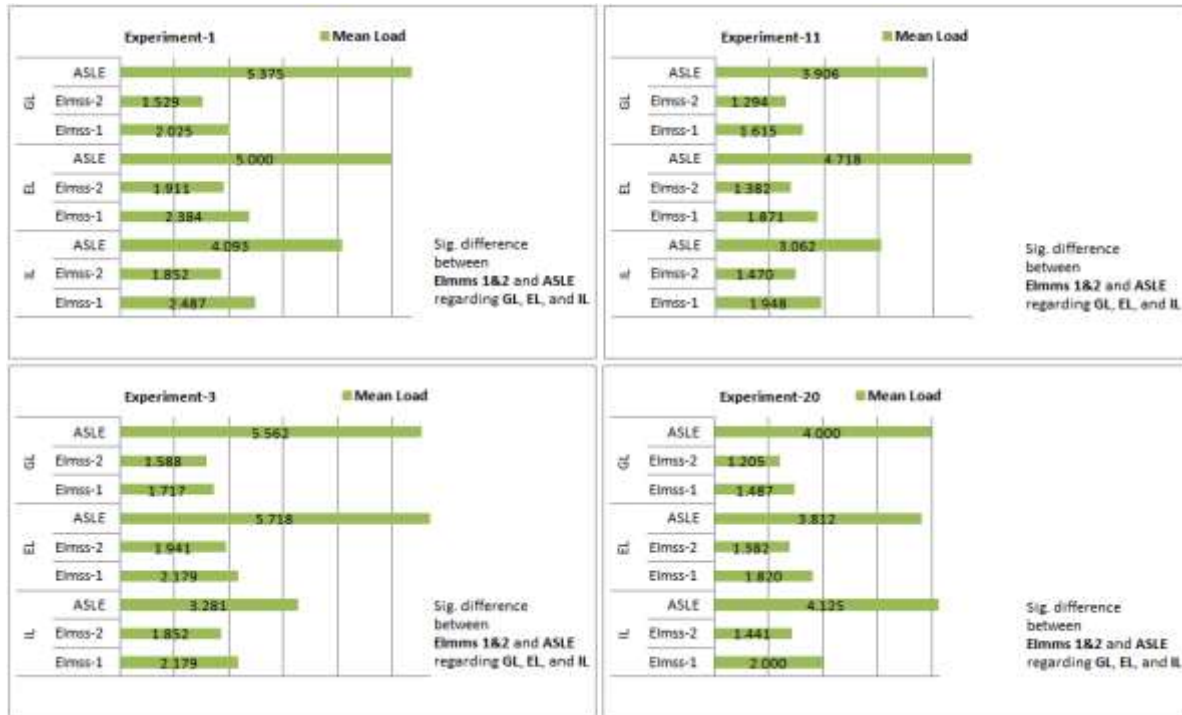 Experiment-1
Mean Load
GL
ASLE
5.375
Elmss-2
1.529
Elmss-1
2.025
EL
ASLE
5.000
Elmss-2
1.911
Elmss-1
2.384
IL
ASLE
4.093
Elmss-2
1.852
Elmss-1
2.487
Sig. difference
between
Elmms 1&2 and ASLE
regarding GL, EL, and IL
Experiment-11
Mean Load
GL
ASLE
3.906
Elmss-2
1.294
Elmss-1
1.615
EL
ASLE
4.718
Elmss-2
1.382
Elmss-1
1.871
IL
ASLE
3.062
Elmss-2
1.470
Elmss-1
1.948
Sig. difference
between
Elmms 1&2 and ASLE
regarding GL, EL, and IL
Experiment-3
Mean Load
GL
ASLE
5.562
Elmss-2
1.588
Elmss-1
1.717
EL
ASLE
5.718
Elmss-2
1.941
Elmss-1
2.179
IL
ASLE
3.281
Elmss-2
1.852
Elmss-1
2.179
Sig. difference
between
Elmms 1&2 and ASLE
regarding GL, EL, and IL
Experiment-20
Mean Load
GL
ASLE
4.000
Elmss-2
1.205
Elmss-1
1.487
EL
ASLE
3.812
Elmss-2
1.382
Elmss-1
1.820
IL
ASLE
4.125
Elmss-2
1.441
Elmss-1
2.000
Sig. difference
between
Elmms 1&2 and ASLE
regarding GL, EL, and IL